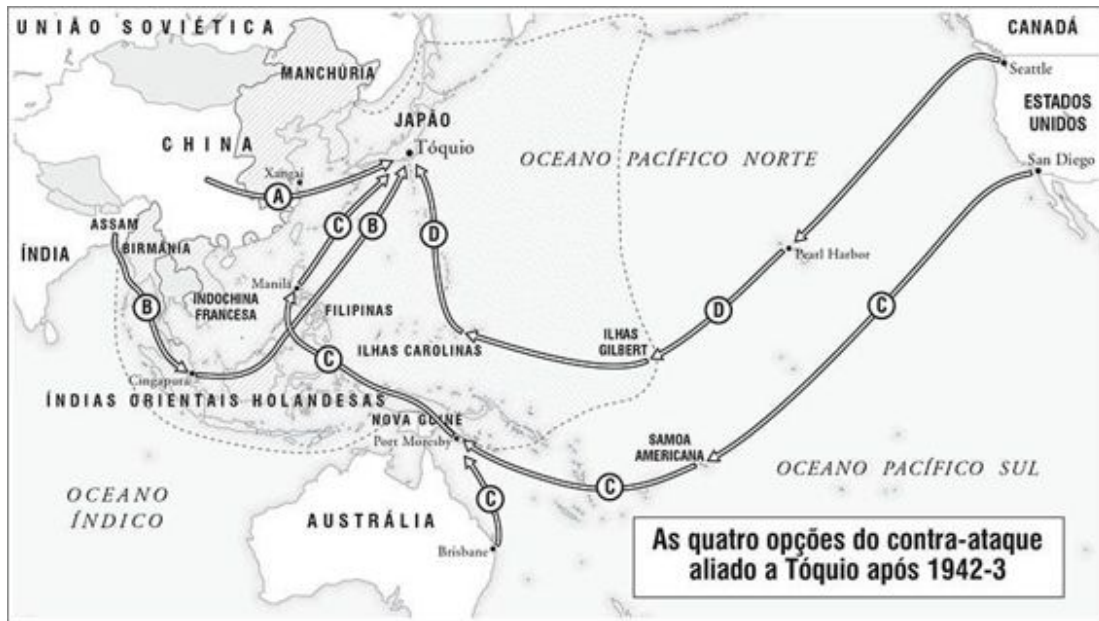 UNIÃO SOVIÉTICA
CANADÁ
MANCHÚRIA
Seattle
ESTADOS
UNIDOS
JAPÃO
Tóquio
CHINA
OCEANO PACÍFICO NORTE
Xangai
San Diego
A
ASSAM
BIRMÂNIA
ÍNDIA
C
B
D
Pearl Harbor
Manila
INDOCHINA
FRANCESA
FILIPINAS
B
C
D
ILHAS
GILBERT
ILHAS CAROLINAS
C
Cingapura
ÍNDIAS ORIENTAIS HOLANDESAS
NOVA GUINÉ
Port Moresby
SAMOA
AMERICANA
OCEANO PACÍFICO SUL
C
C
OCEANO
ÍNDICO
AUSTRÁLIA
Brisbane
As quatro opções do contra-ataque
aliado a Tóquio após 1942-3